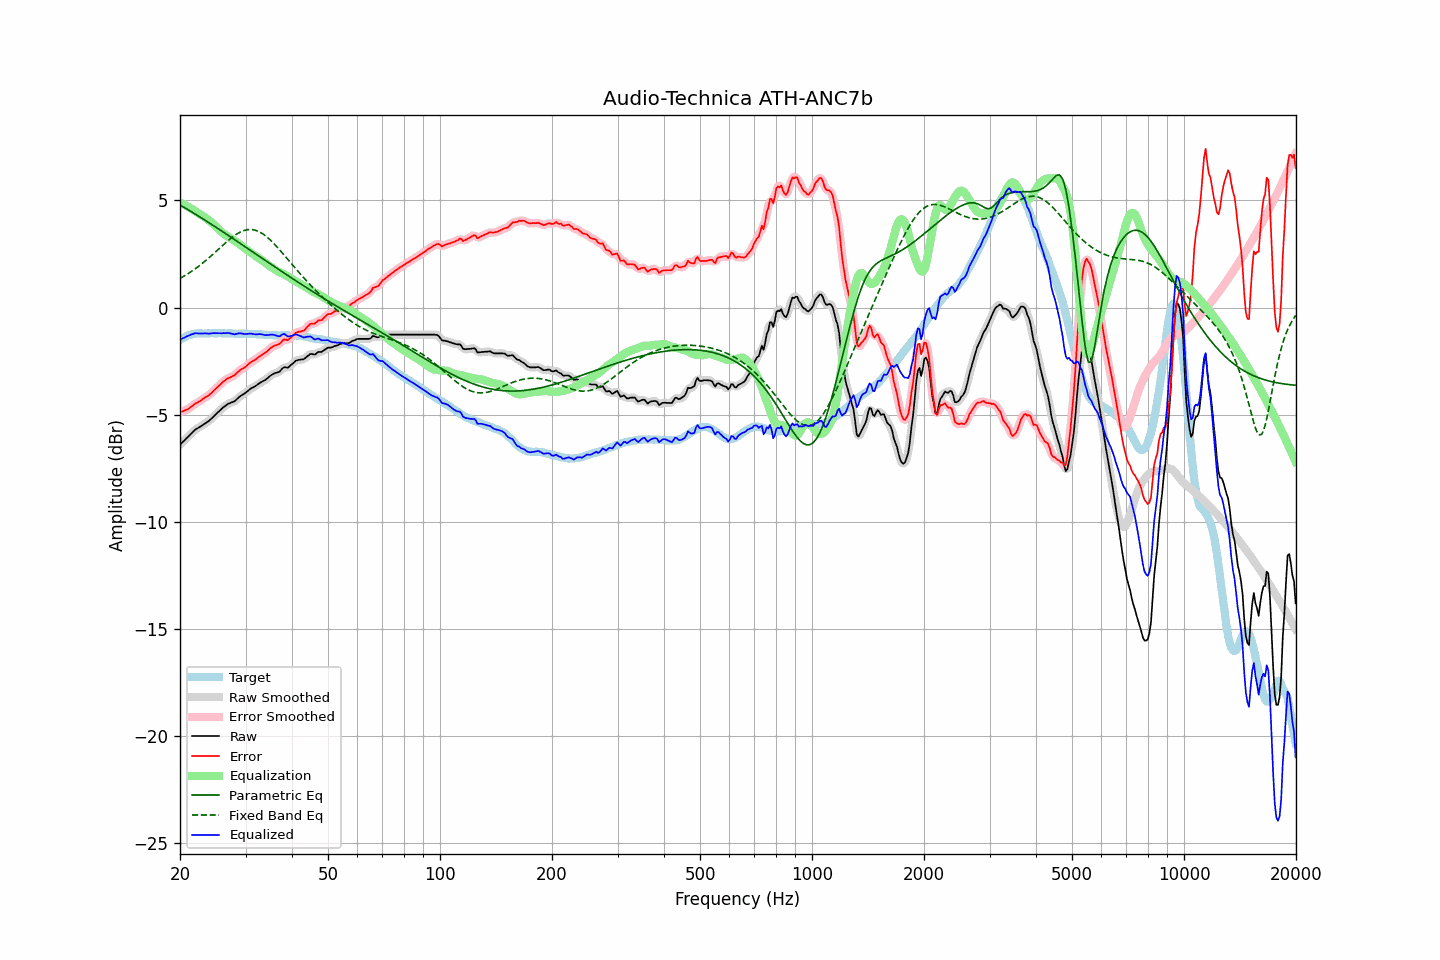 Audio-Technica ATH-ANC7b
Amplitude (dBr)
5
0
−5
−10
−15
−20
−25
Target
Raw Smoothed
Error Smoothed
Raw
Error
Equalization
Parametric Eq
Fixed Band Eq
Equalized
20 50 100 200 500 1000 2000 5000 10000 20000
Frequency (Hz)